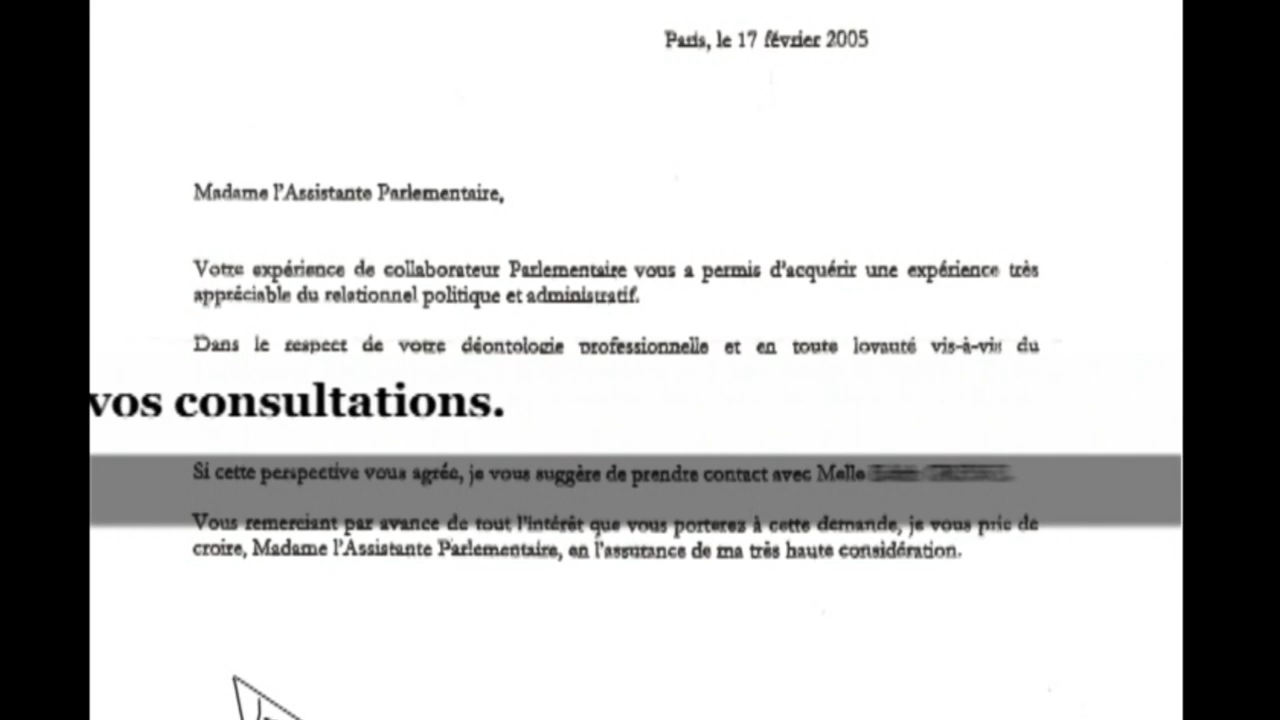 Paris, le 17 février 2005
Madame l'Assistante Parlementaire,
Votre expérience de collaborateur Parlementaire vous a permis d'acquérir une expérience très
appréciable du relationnel politique et administratif.
Dans le respect de votre déontologie professionnelle et en toute loyauté vis-à-vis du
vos consultations.
Si cette perspective vous agrée, je vous suggère de prendre contact avec Melle
Vous remerciant par avance de tout l'intérêt que vous porterez à cette demande, je vous prie de
croire, Madame l'Assistante Parlementaire, en l'assurance de ma très haute considération.